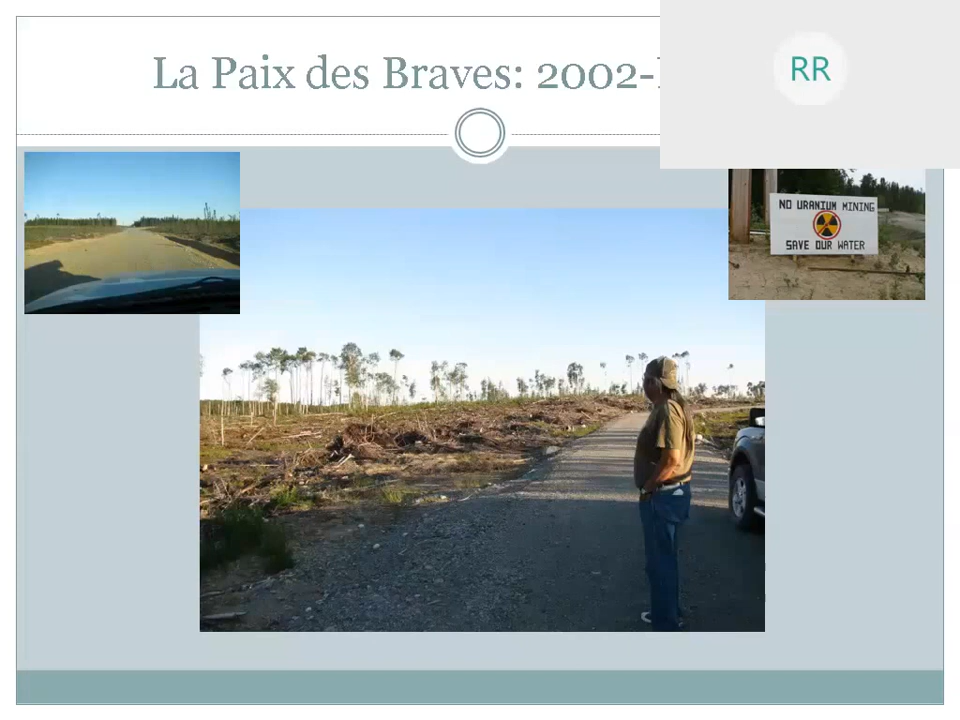 La Paix des Braves: 2002-
RR
NO URANIUM MINING
SAVE OUR WATER